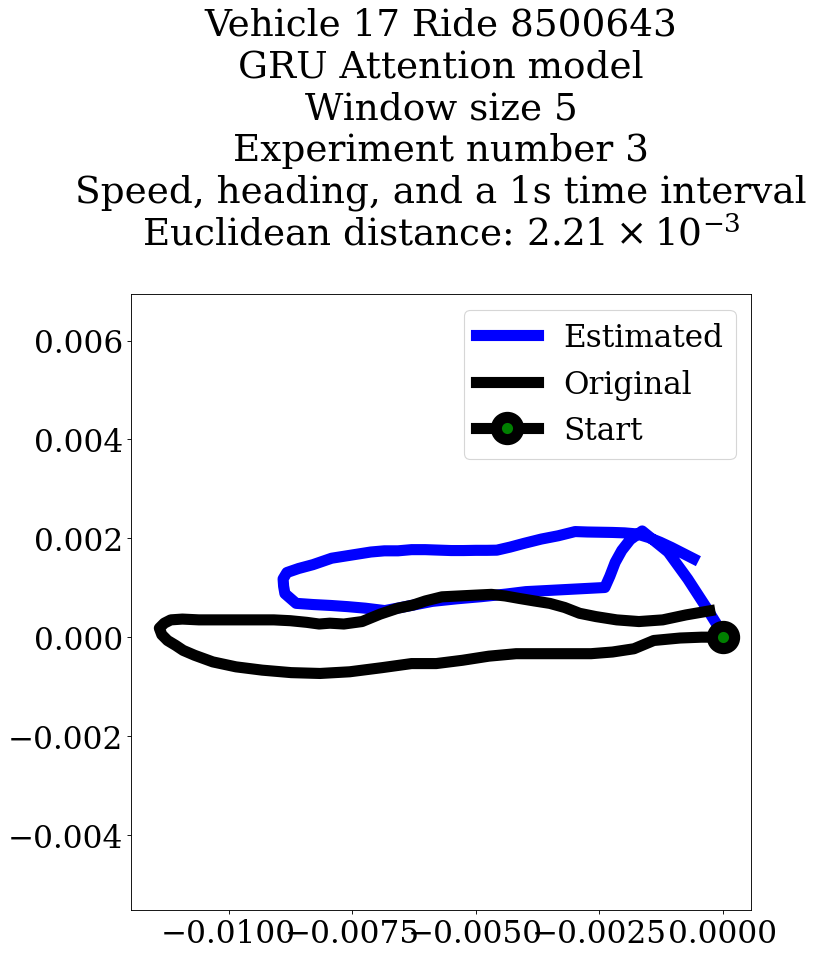 Vehicle 17 Ride 8500643
GRU Attention model
Window size 5
Experiment number 3
Speed, heading, and a 1s time interval
Euclidean distance: 2.21 × 10⁻³
Estimated
Original
Start
0.006
0.004
0.002
0.000
−0.002
−0.004
−0.0100 −0.0075 −0.0050 −0.0025 0.0000